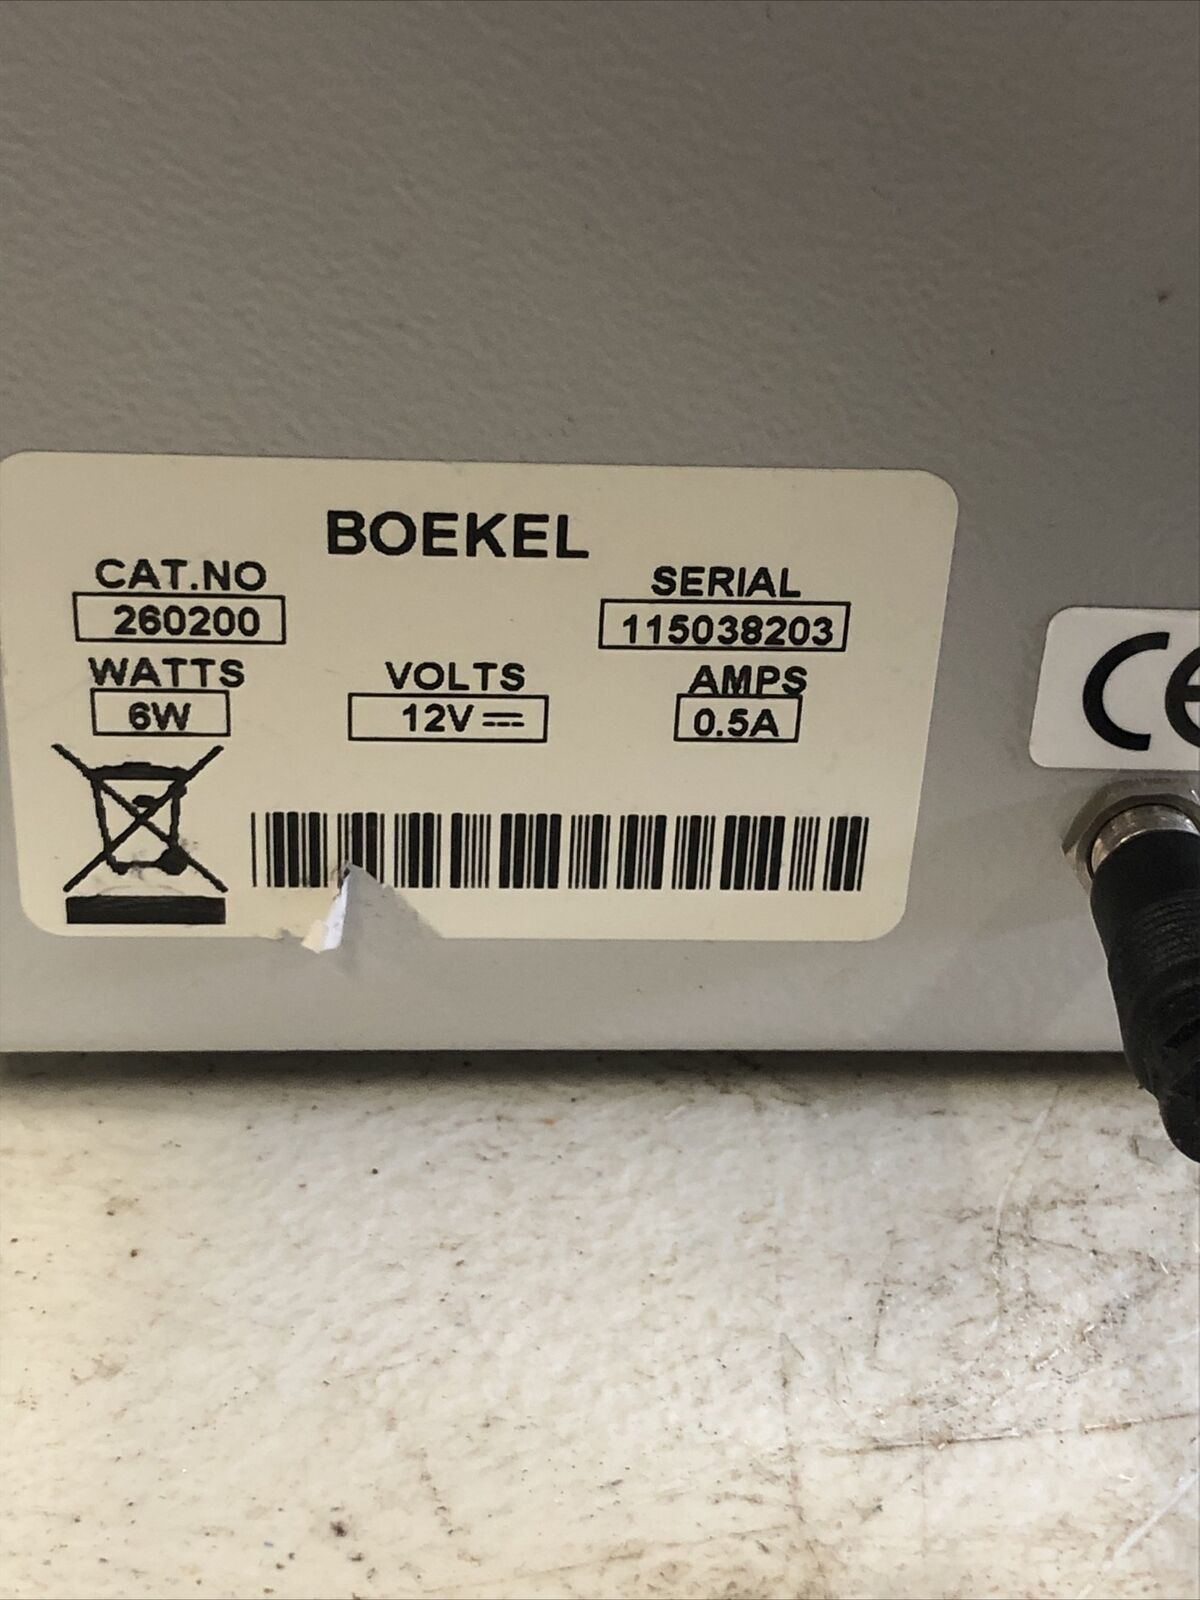 BOEKEL
CAT.NO
SERIAL
260200
115038203
WATTS
VOLTS
AMPS
6W
12V⎓
0.5A
CE